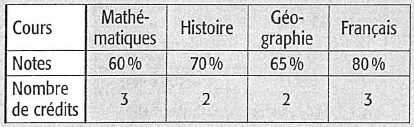 Cours Mathé-matiques Histoire Géo-graphie Français
Notes 60 % 70 % 65 % 80 %
Nombre de crédits 3 2 2 3